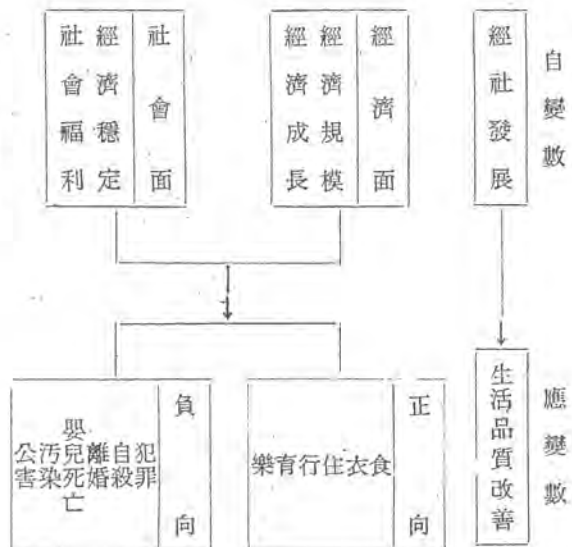 自變數
經社發展
經濟面
經濟規模
經濟成長
社會面
經濟穩定
社會福利
應變數
生活品質改善
正向
食衣住行育樂
負向
犯罪
自殺
離婚
嬰兒死亡
汚染
公害